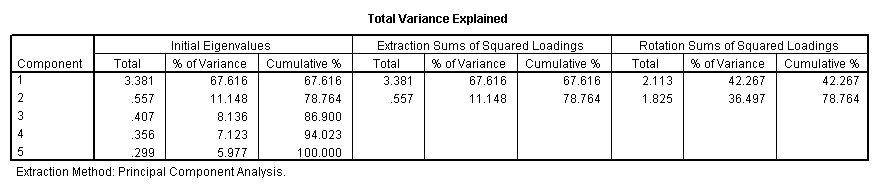 Total Variance Explained
Initial Eigenvalues Extraction Sums of Squared Loadings Rotation Sums of Squared Loadings
Component Total % of Variance Cumulative % Total % of Variance Cumulative % Total % of Variance Cumulative %
1 3.381 67.616 67.616 3.381 67.616 67.616 2.113 42.267 42.267
2 .557 11.148 78.764 .557 11.148 78.764 1.825 36.497 78.764
3 .407 8.136 86.900
4 .356 7.123 94.023
5 .299 5.977 100.000
Extraction Method: Principal Component Analysis.